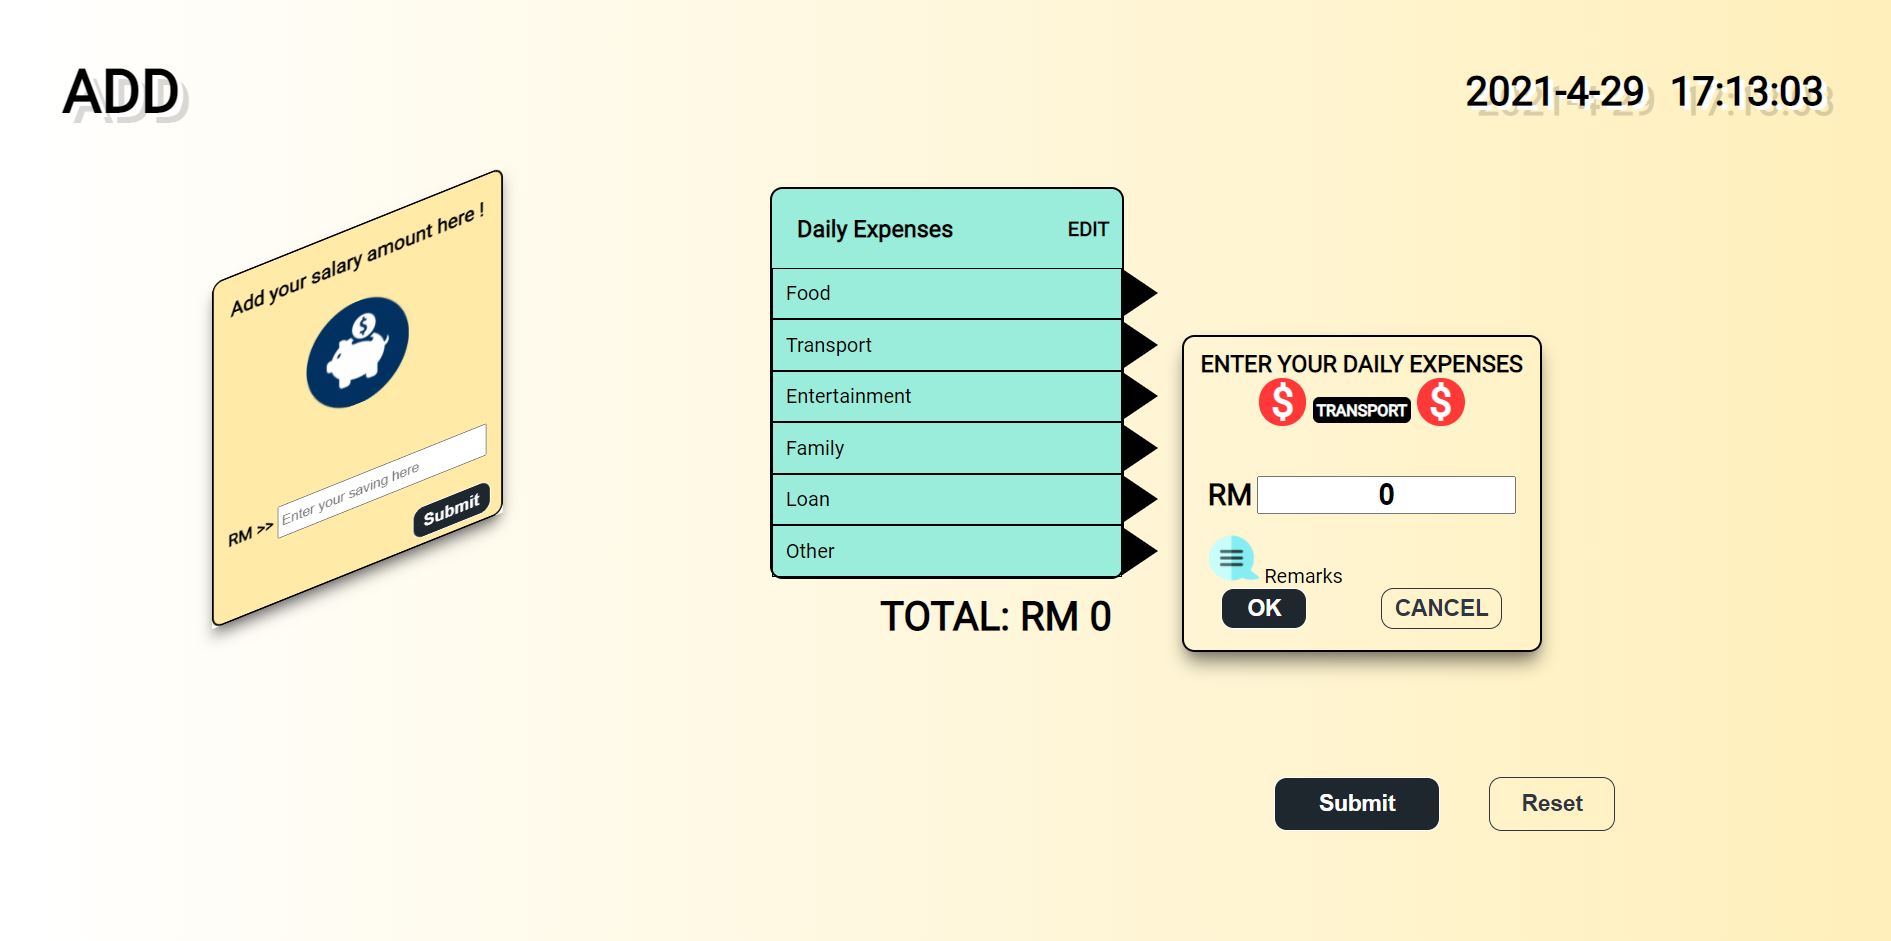 ADD
2021-4-29 17:13:03
Add your salary amount here !
$
RM >> Enter your saving here
Submit
Daily Expenses EDIT
Food
Transport
Entertainment
Family
Loan
Other
TOTAL: RM 0
ENTER YOUR DAILY EXPENSES
$ TRANSPORT $
RM 0
Remarks
OK CANCEL
Submit Reset